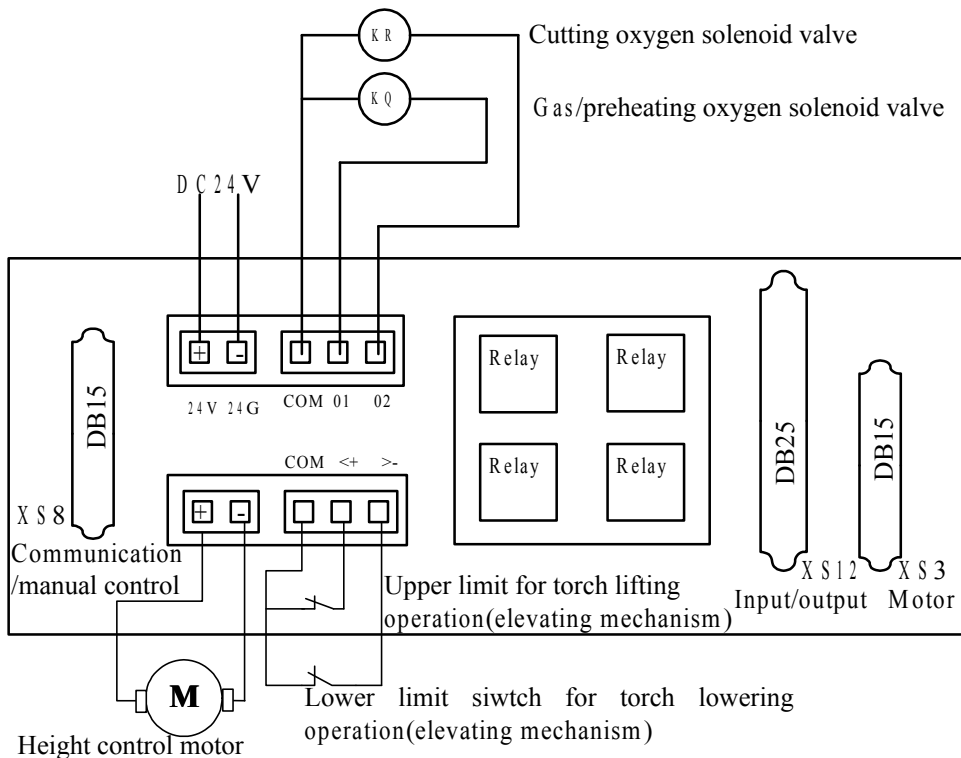 KR
Cutting oxygen solenoid valve
KQ
Gas/preheating oxygen solenoid valve
DC24V
+ -
24V 24G COM 01 02
Relay Relay
Relay Relay
DB15
DB25
DB15
COM <+ >-
+ -
XS8
Communication
/manual control
Upper limit for torch lifting
operation(elevating mechanism)
XS12
Input/output
XS3
Motor
M
Height control motor
Lower limit siwtch for torch lowering
operation(elevating mechanism)